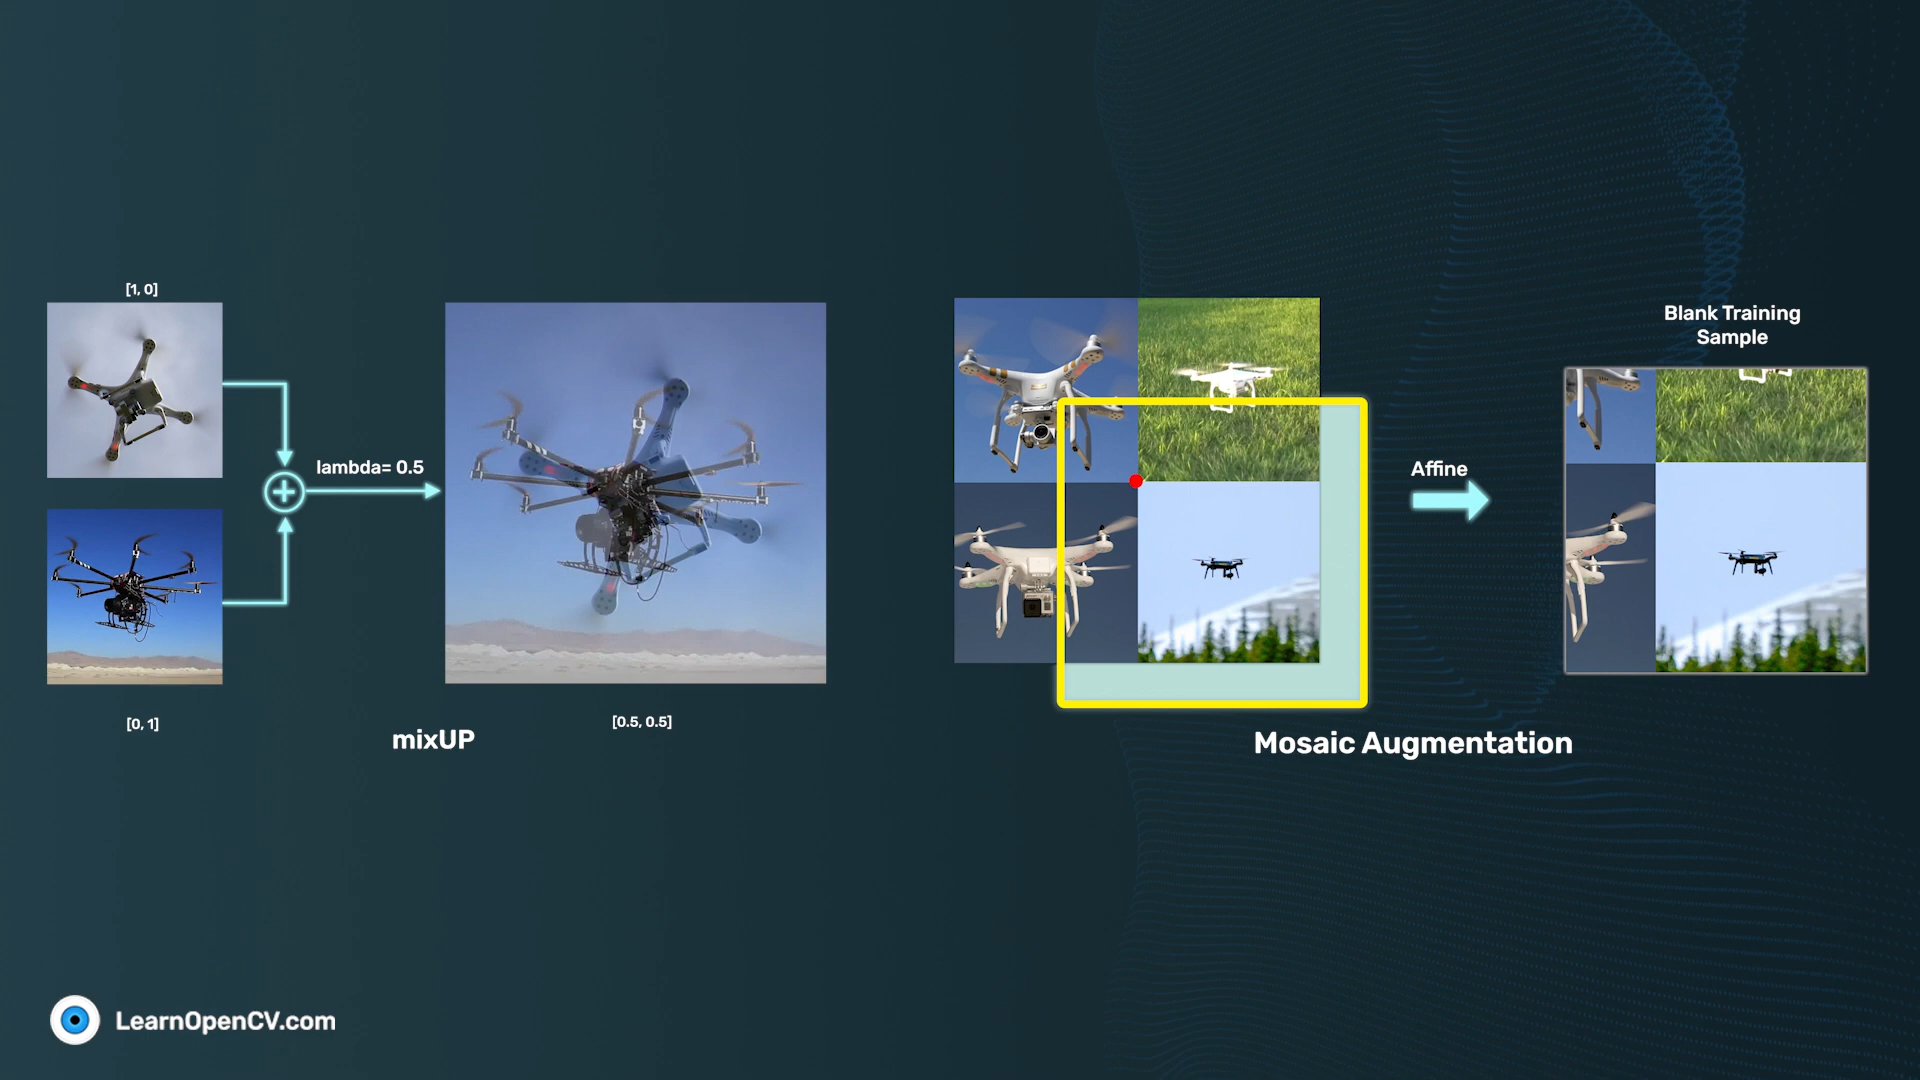 [1, 0]
lambda= 0.5
[0, 1]
[0.5, 0.5]
mixUP
Affine
Blank Training
Sample
Mosaic Augmentation
LearnOpenCV.com